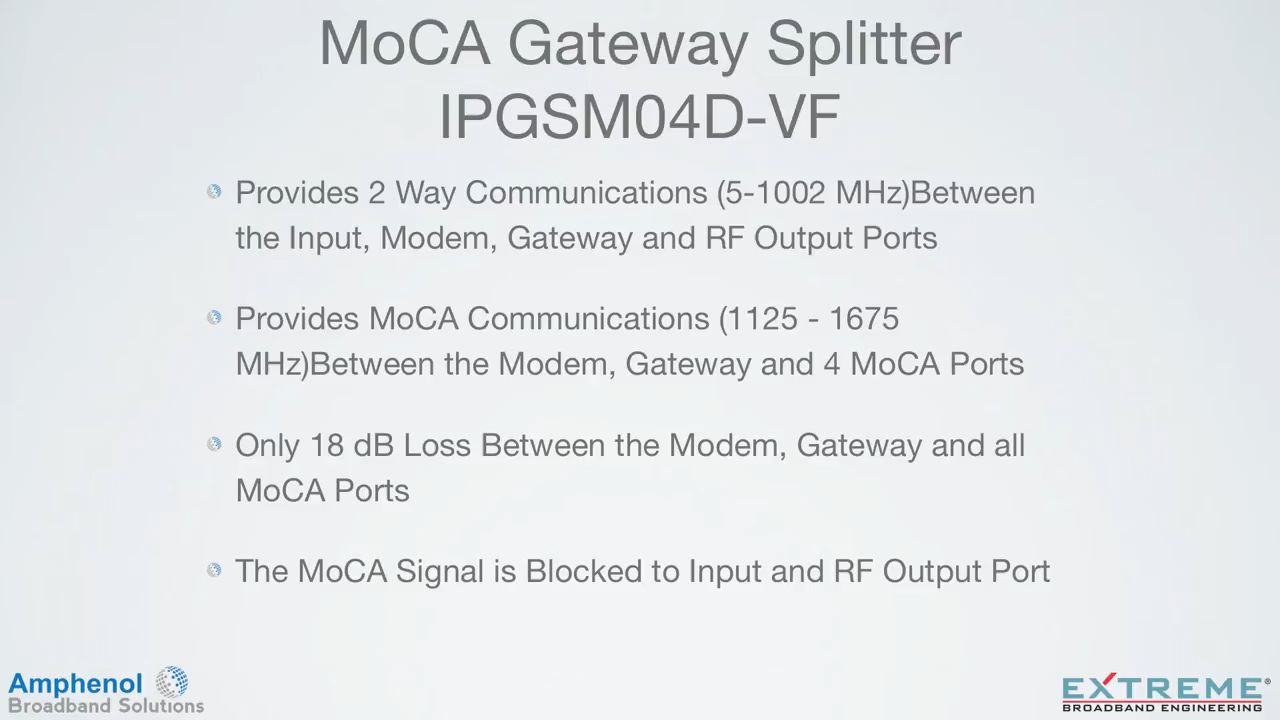 MoCA Gateway Splitter
IPGSM04D-VF
Provides 2 Way Communications (5-1002 MHz)Between
the Input, Modem, Gateway and RF Output Ports
Provides MoCA Communications (1125 - 1675
MHz)Between the Modem, Gateway and 4 MoCA Ports
Only 18 dB Loss Between the Modem, Gateway and all
MoCA Ports
The MoCA Signal is Blocked to Input and RF Output Port
Amphenol
Broadband Solutions
EXTREME®
BROADBAND ENGINEERING